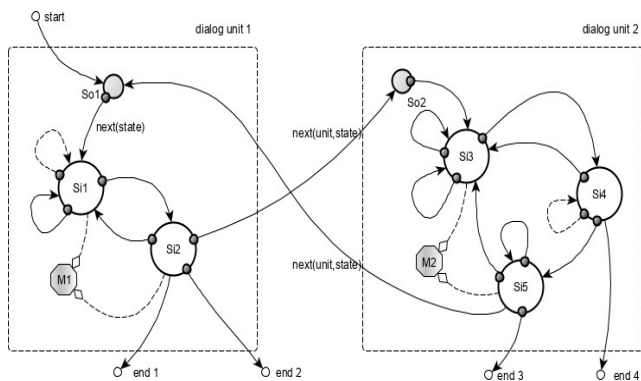 start
dialog unit 1
dialog unit 2
So1
So2
next(state)
next(unit,state)
Si1
Si3
Si4
Si2
M1
M2
next(unit,state)
Si5
end 1
end 2
end 3
end 4